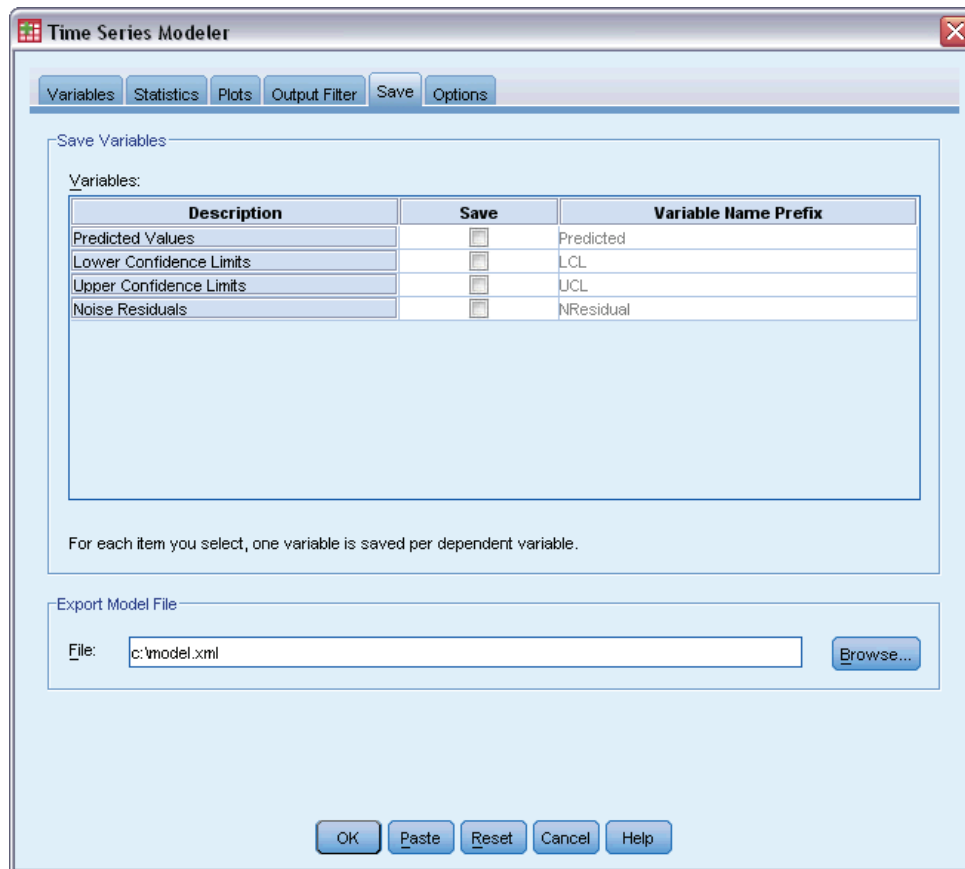 Time Series Modeler
Variables Statistics Plots Output Filter Save Options
Save Variables
Variables:
Description Save Variable Name Prefix
Predicted Values Predicted
Lower Confidence Limits LCL
Upper Confidence Limits UCL
Noise Residuals NResidual
For each item you select, one variable is saved per dependent variable.
Export Model File
File: c:\model.xml Browse...
OK Paste Reset Cancel Help